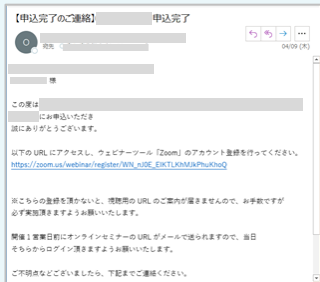 【申込完了のご連絡】 申込完了
O
宛先
04/09 (木)
様
この度は
にお申込いただき
誠にありがとうございます。
以下の URL にアクセスし、ウェビナーツール「Zoom」のアカウント登録を行ってください。
https://zoom.us/webinar/register/WN_nJ0E_EIKTLKhMJkPhuKhoQ
※こちらの登録を頂かないと、視聴用の URL のご案内が届きませんので、お手数ですが
必ず実施頂きますようお願いいたします。
開催 1 営業日前にオンラインセミナーの URL がメールで送られますので、当日
そちらからログイン頂きますようお願いいたします。
ご不明点などございましたら、下記までご連絡ください。